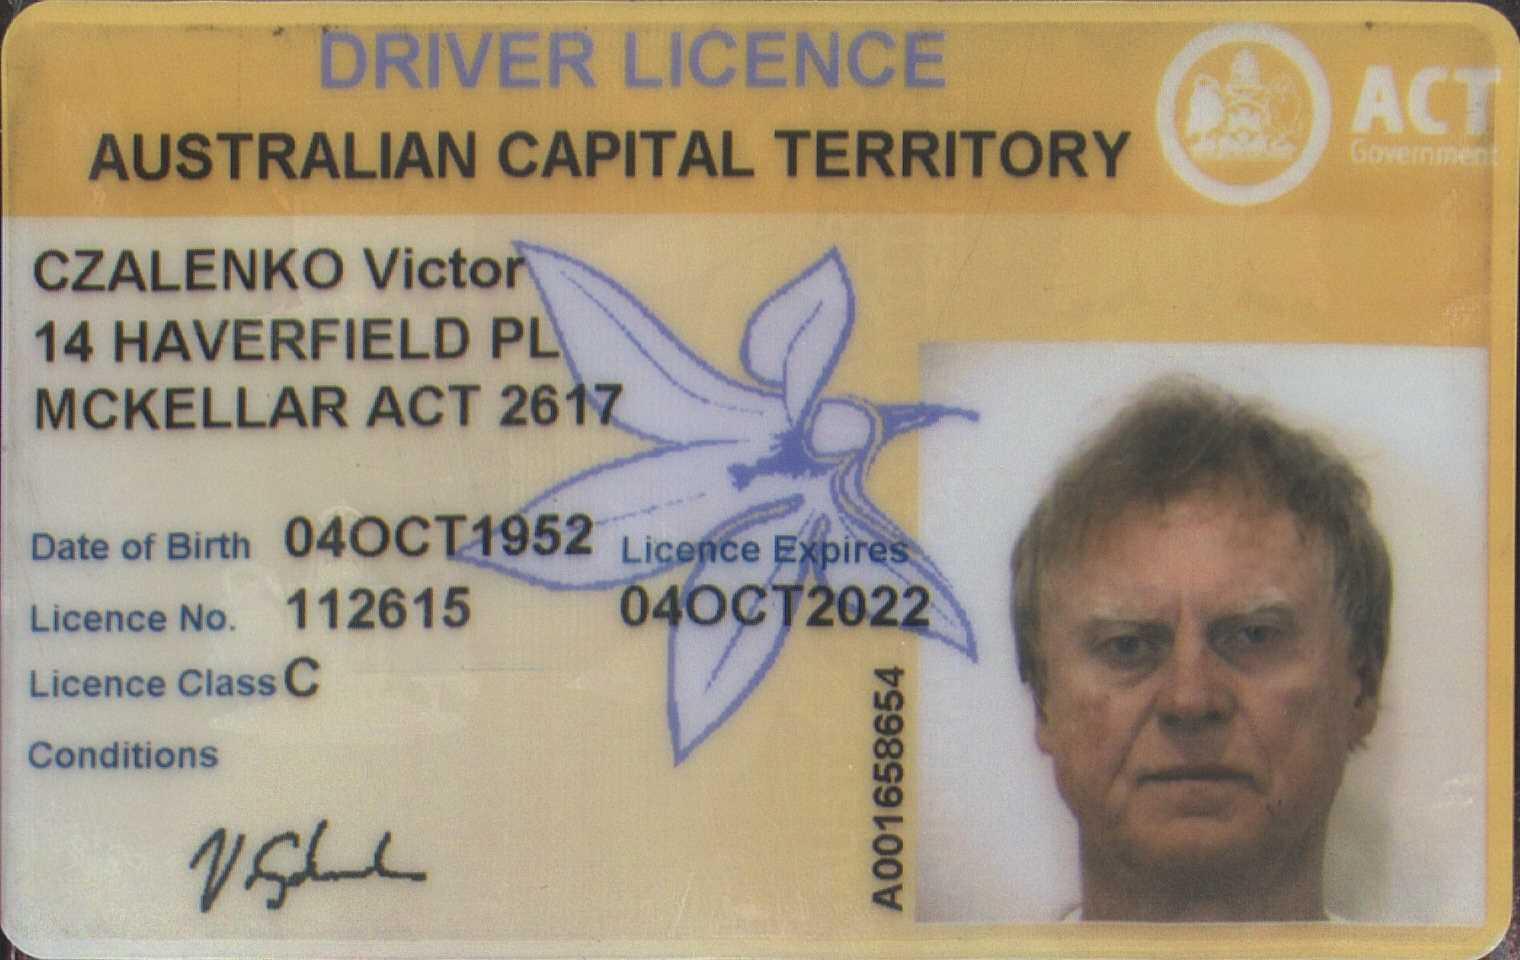 DRIVER LICENCE
AUSTRALIAN CAPITAL TERRITORY
ACT
Government
CZALENKO Victor
14 HAVERFIELD PL
MCKELLAR ACT 2617
Date of Birth 04OCT1952
Licence Expires
Licence No. 112615
04OCT2022
Licence Class C
Conditions
A001658654